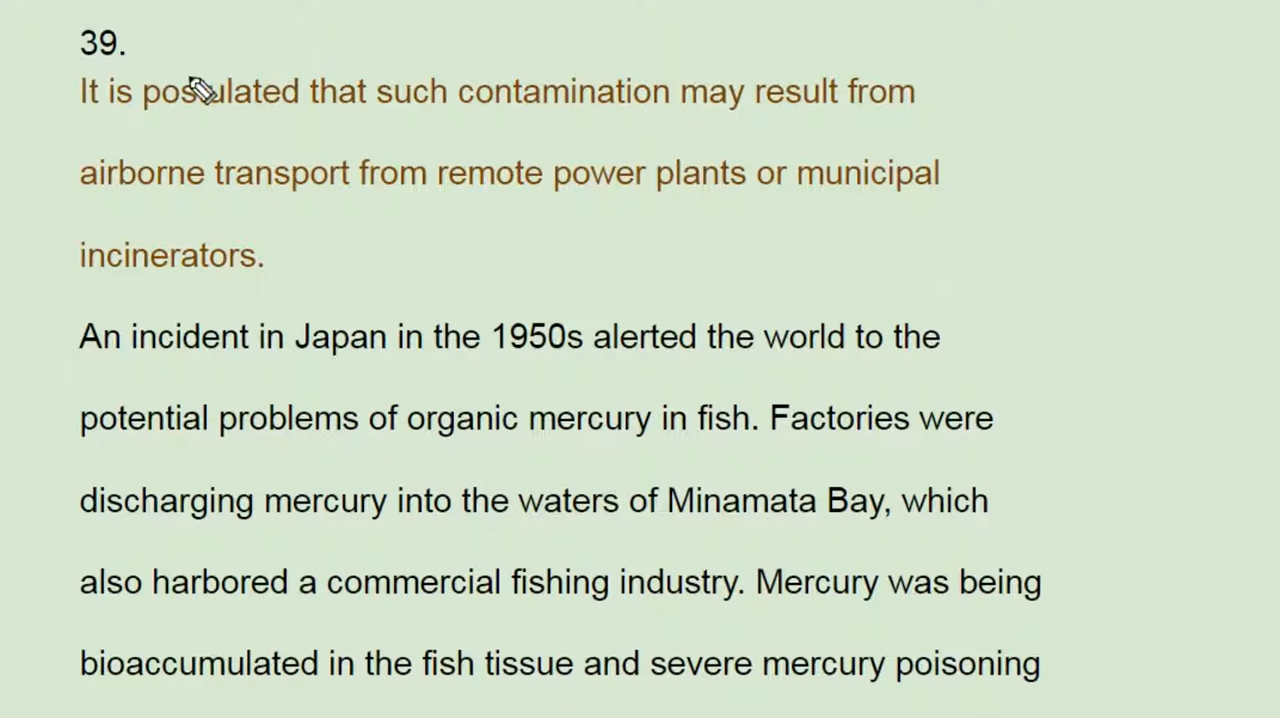 39.
It is postulated that such contamination may result from
airborne transport from remote power plants or municipal
incinerators.
An incident in Japan in the 1950s alerted the world to the
potential problems of organic mercury in fish. Factories were
discharging mercury into the waters of Minamata Bay, which
also harbored a commercial fishing industry. Mercury was being
bioaccumulated in the fish tissue and severe mercury poisoning